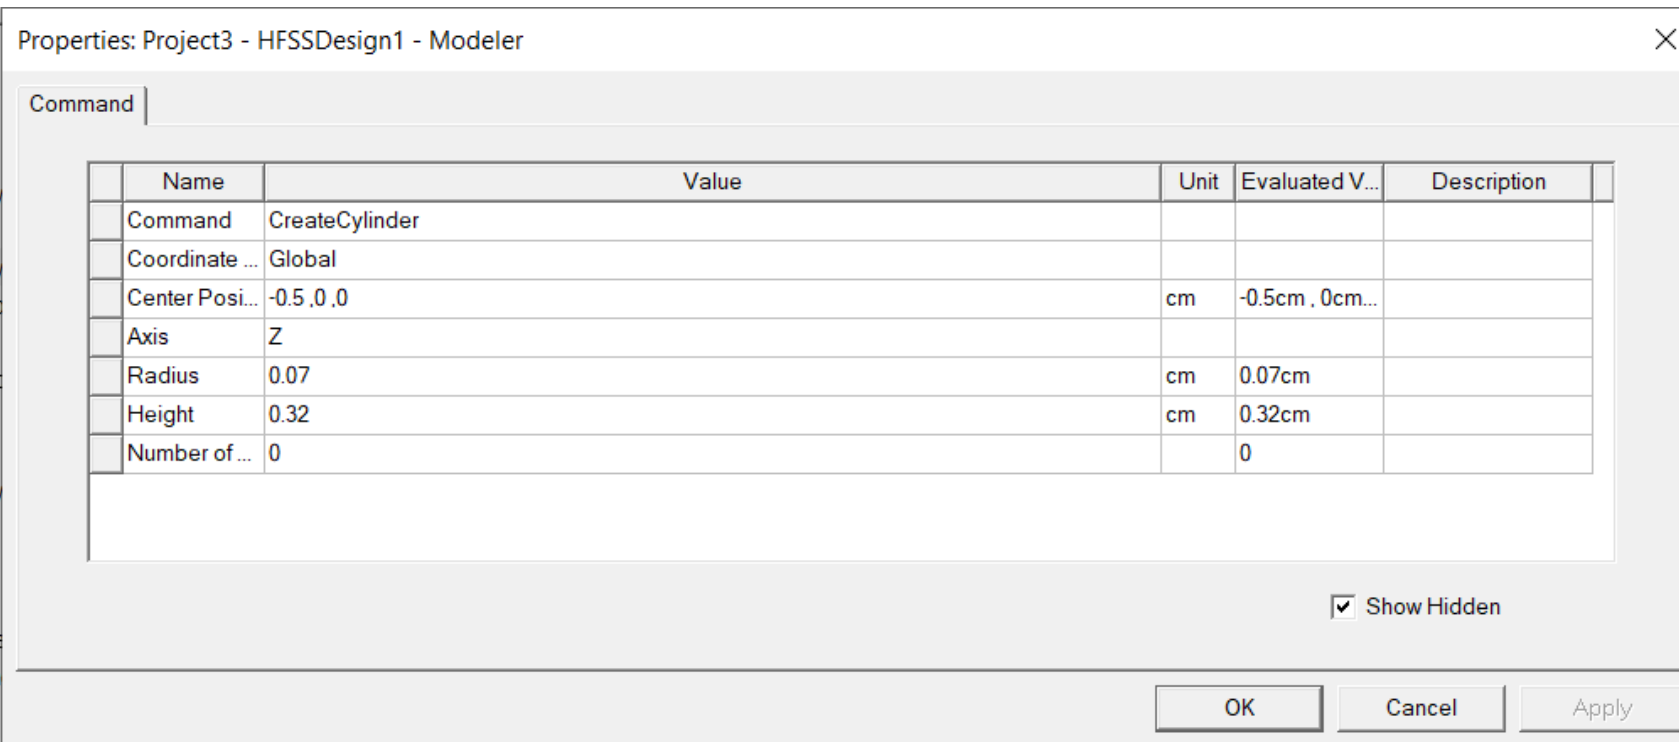 Properties: Project3 - HFSSDesign1 - Modeler
Command
Name Value Unit Evaluated V... Description
Command CreateCylinder
Coordinate ... Global
Center Posi... -0.5 ,0 ,0 cm -0.5cm , 0cm...
Axis Z
Radius 0.07 cm 0.07cm
Height 0.32 cm 0.32cm
Number of ... 0 0
Show Hidden
OK Cancel Apply